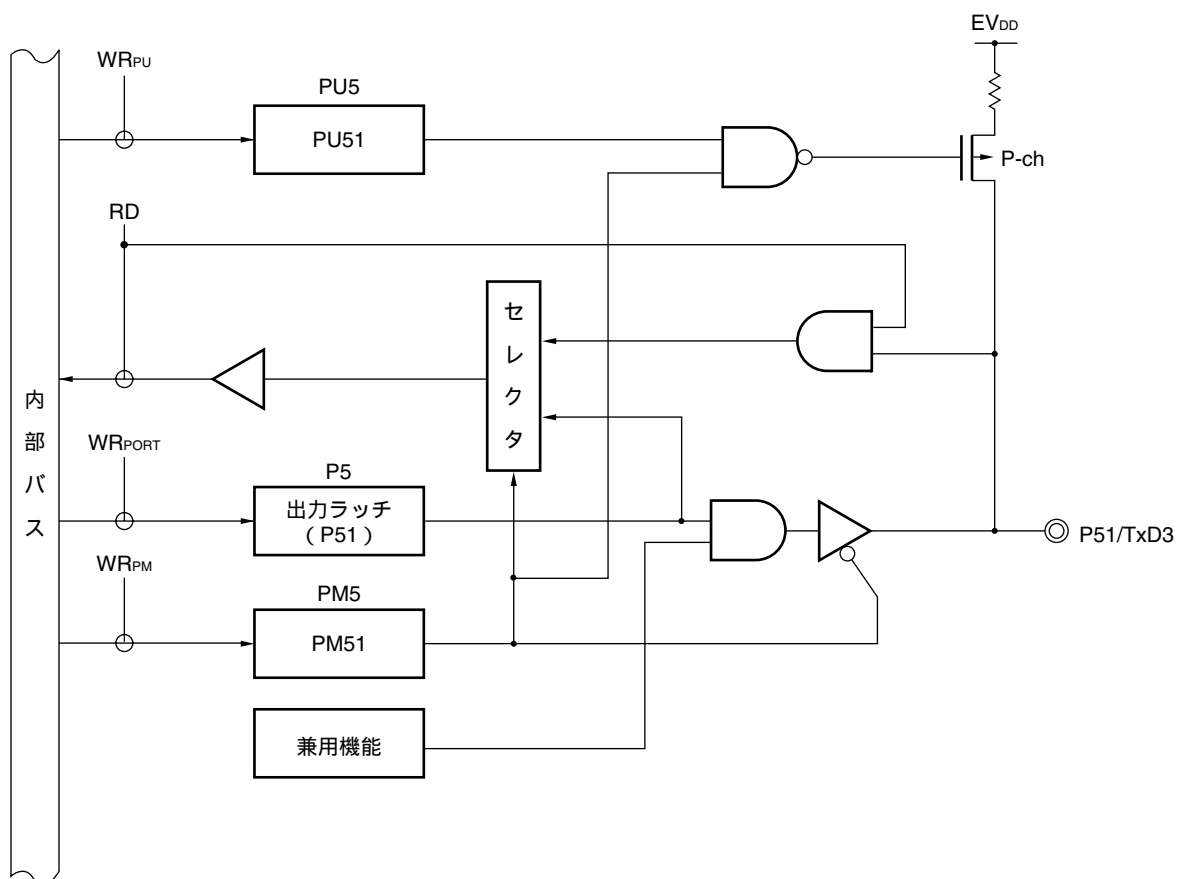 EVDD
WRPU
PU5
PU51
P-ch
RD
セレクタ
内部バス
WRPORT
P5
出力ラッチ
（P51）
P51/TxD3
WRPM
PM5
PM51
兼用機能